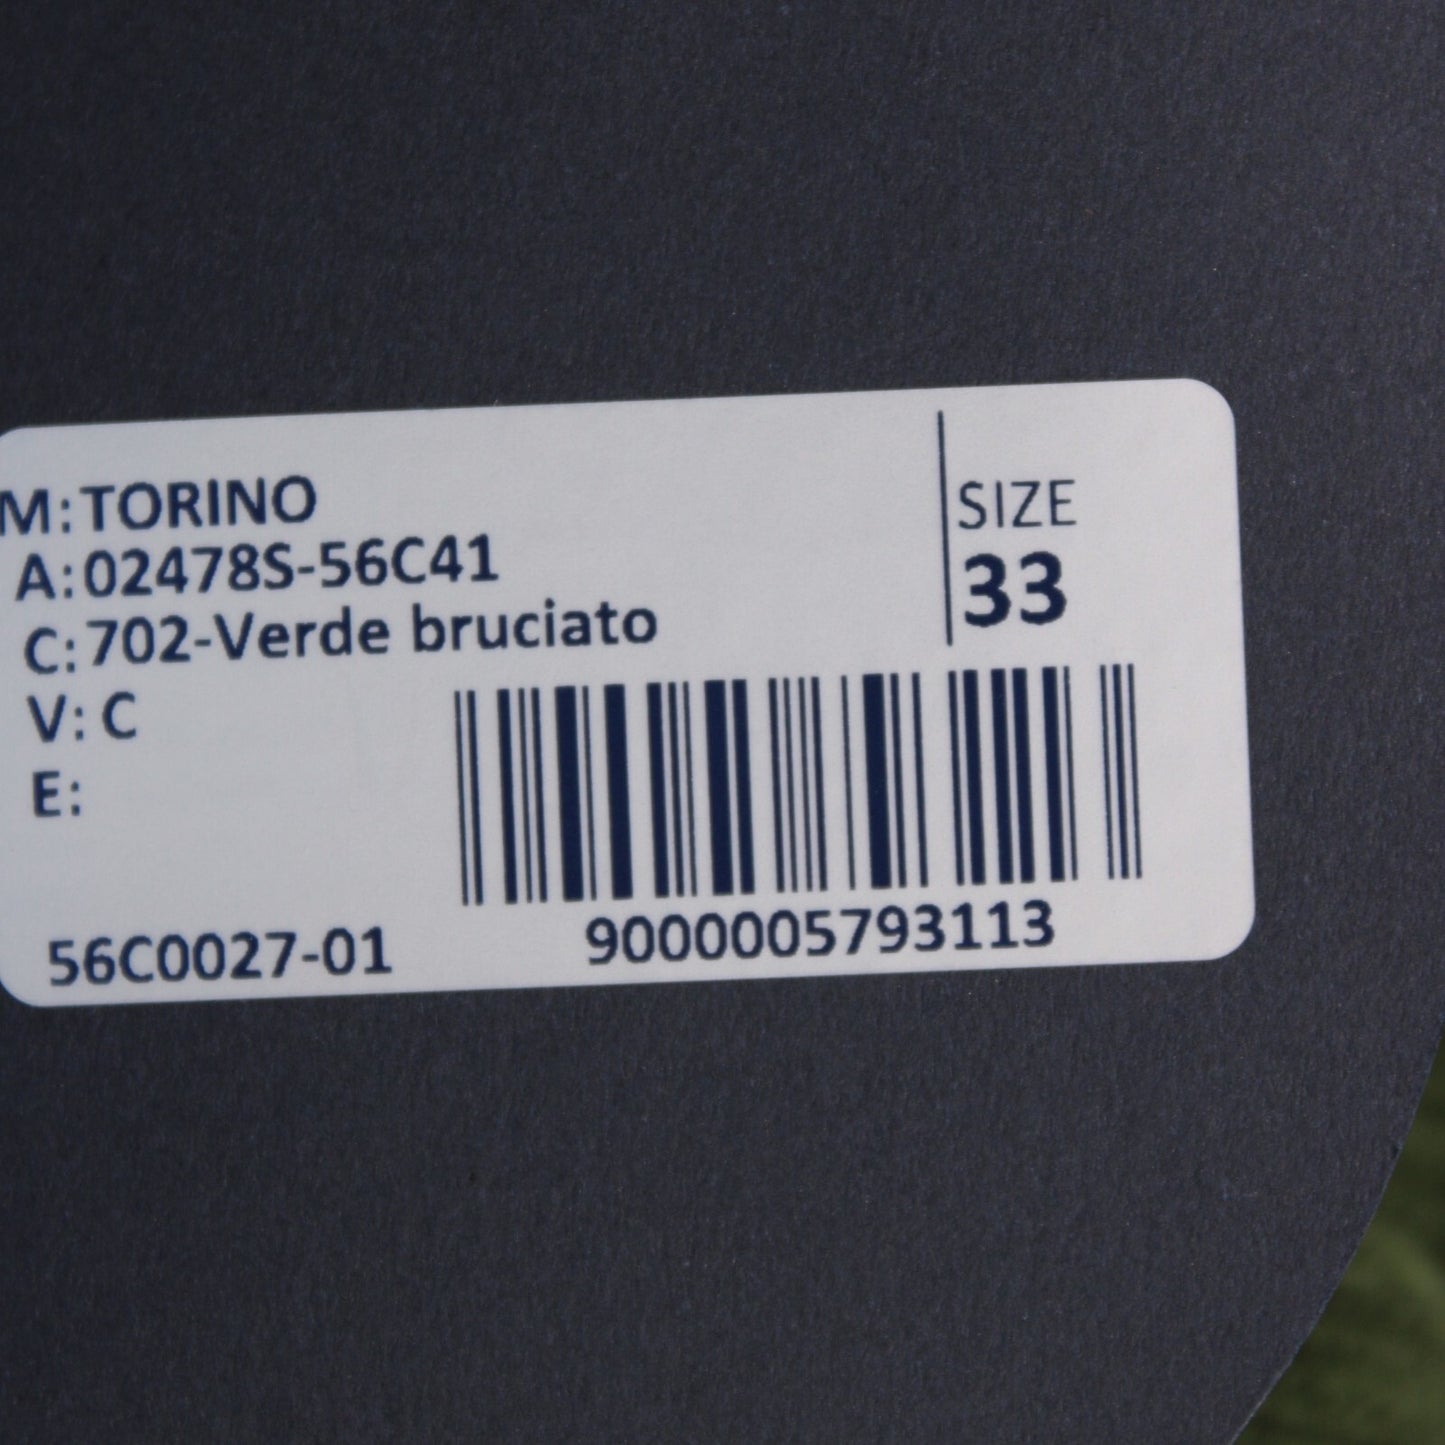 M: TORINO
A: 02478S-56C41
C: 702-Verde bruciato
V: C
E:
SIZE
33
56C0027-01
9000005793113